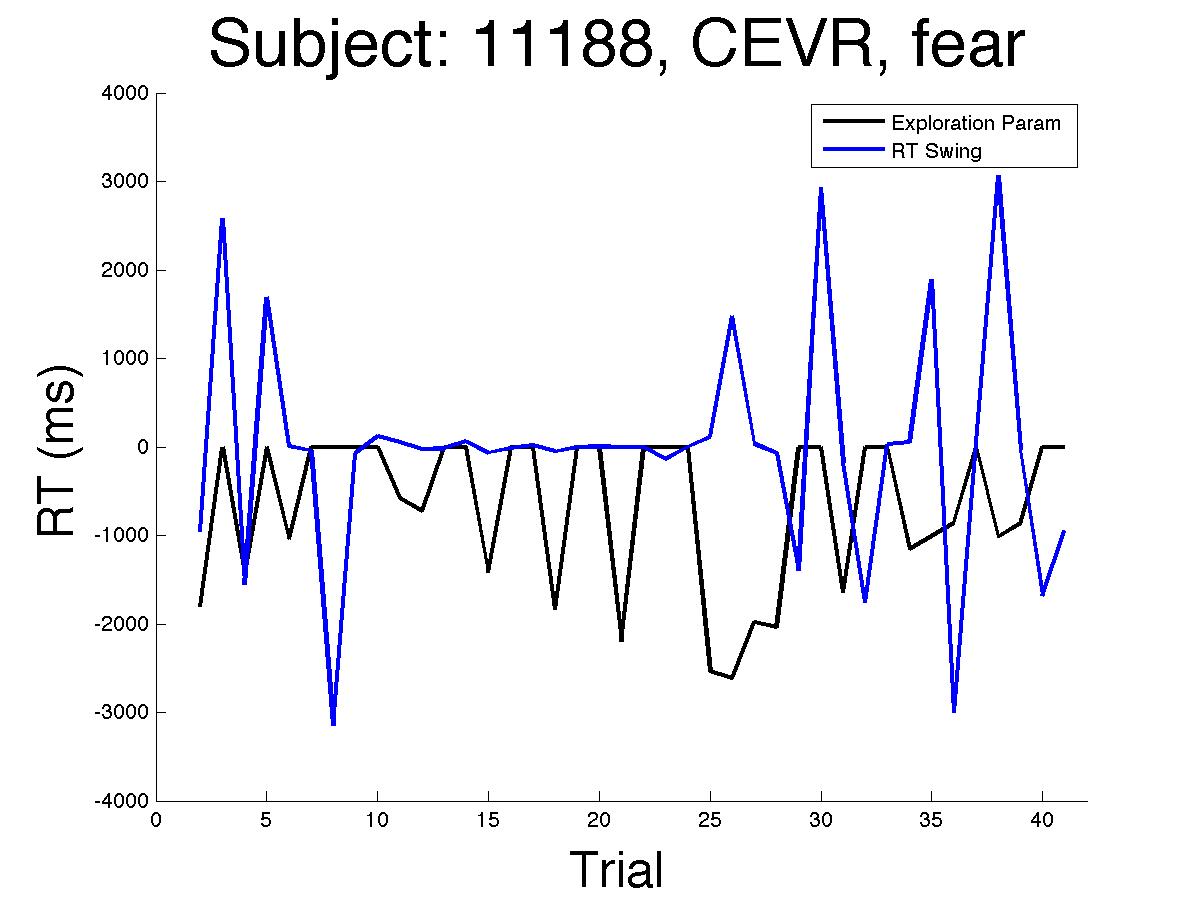 Subject: 11188, CEVR, fear
4000
3000
2000
1000
0
-1000
-2000
-3000
-4000
RT (ms)
Exploration Param
RT Swing
0 5 10 15 20 25 30 35 40
Trial